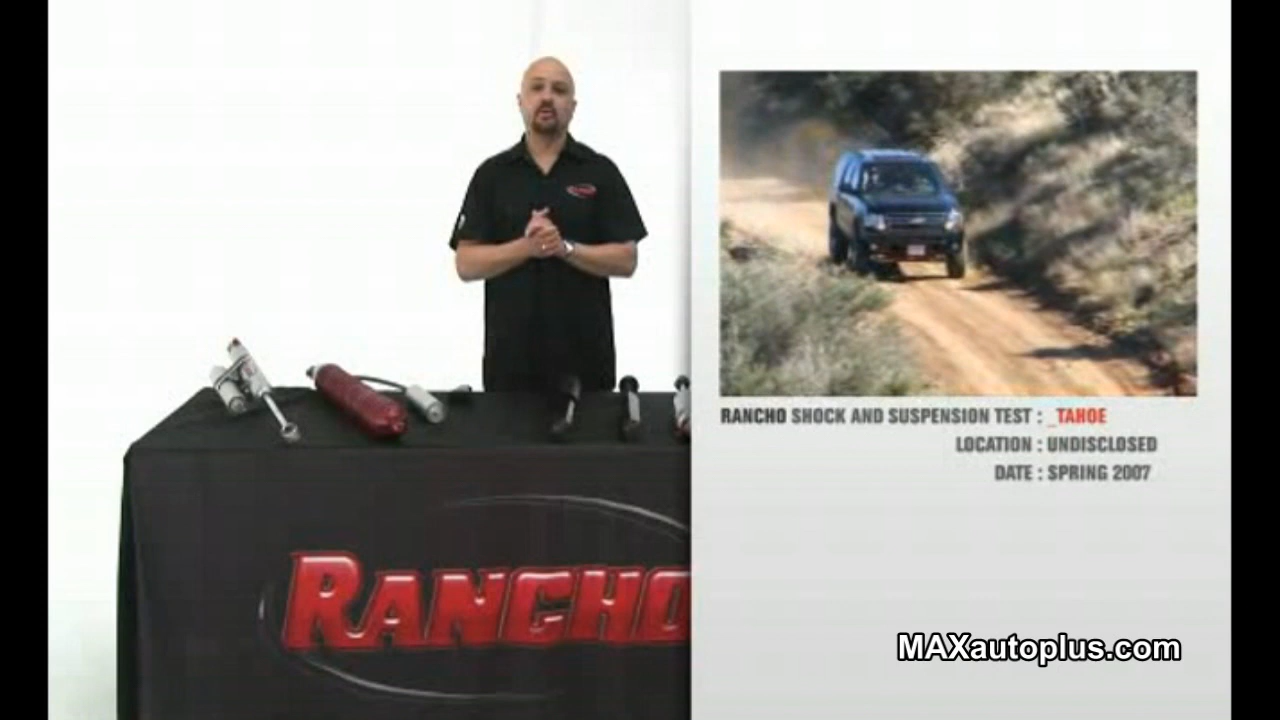 RANCHO
RANCHO SHOCK AND SUSPENSION TEST : _TAHOE
LOCATION : UNDISCLOSED
DATE : SPRING 2007
MAXautoplus.com